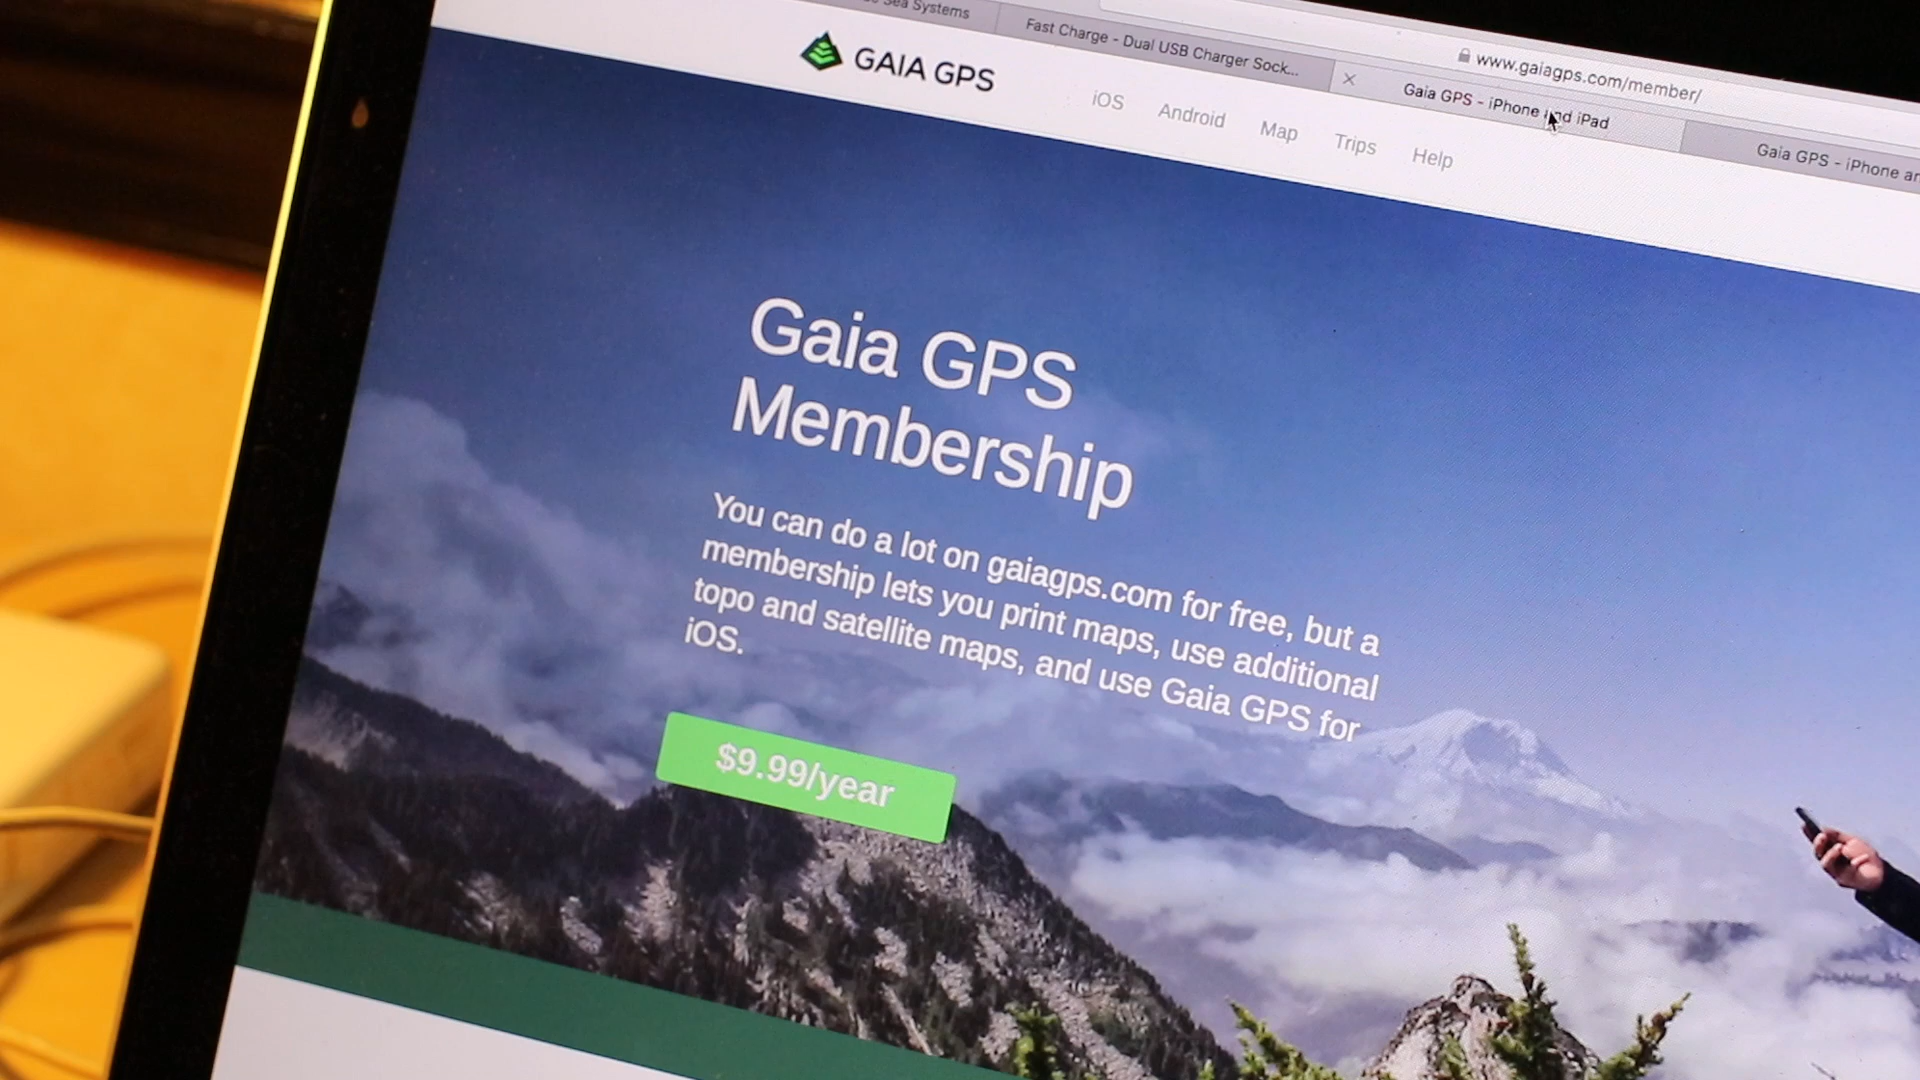 Sea Systems
Fast Charge - Dual USB Charger Sock...
www.gaiagps.com/member/
Gaia GPS - iPhone and iPad
Gaia GPS - iPhone
GAIA GPS
iOS
Android
Map
Trips
Help
Gaia GPS
Membership
You can do a lot on gaiagps.com for free, but a
membership lets you print maps, use additional
topo and satellite maps, and use Gaia GPS for
iOS.
$9.99/year